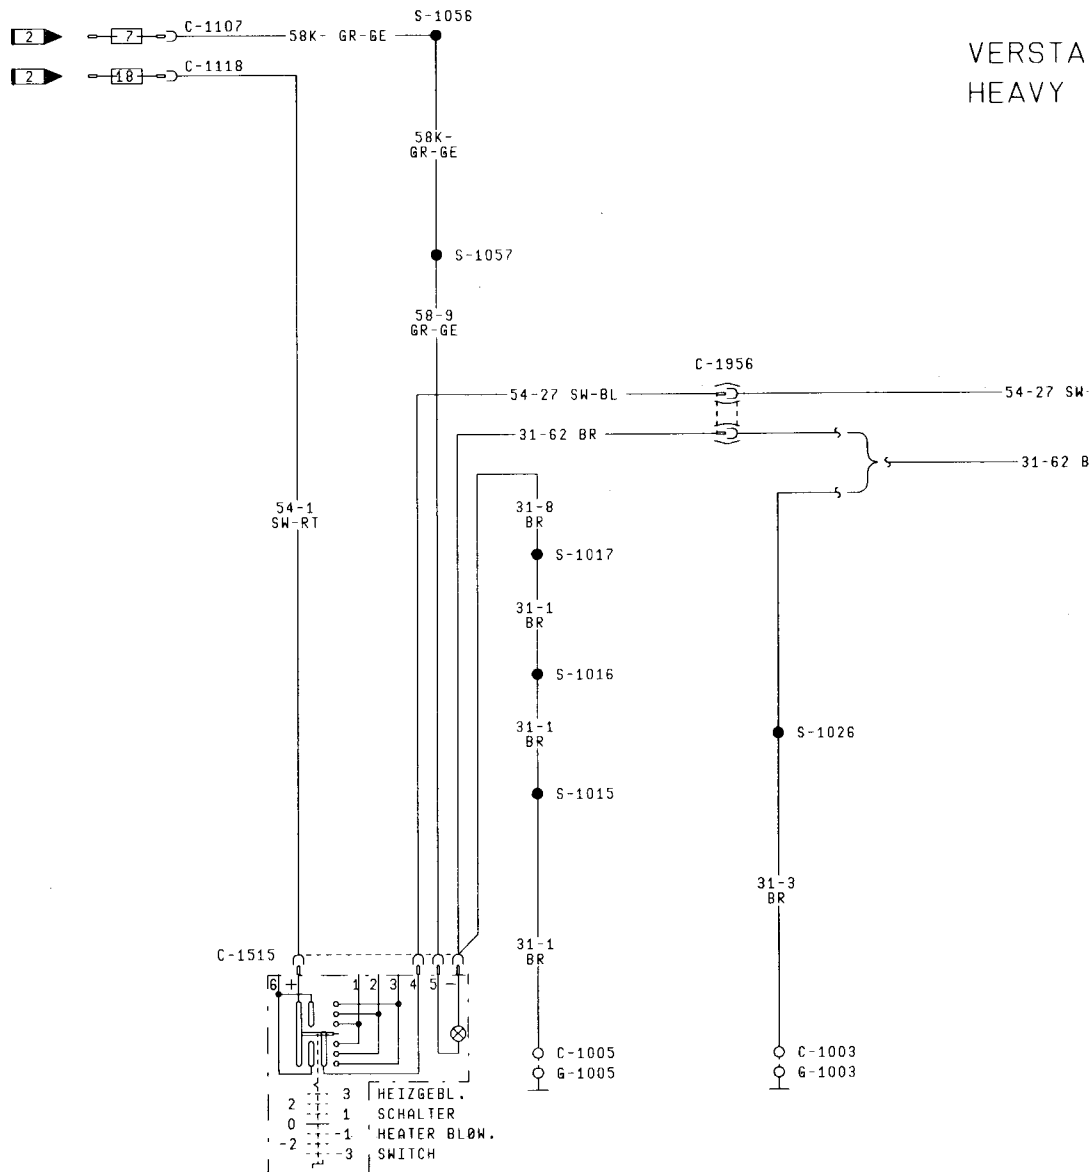 S-1056
2 7 C-1107 58K- GR-GE
2 18 C-1118
VERSTA
HEAVY
58K-
GR-GE
S-1057
58-9
GR-GE
C-1956
54-27 SW-BL 54-27 SW-
31-62 BR
31-62 B
54-1
SW-RT
31-8
BR
S-1017
31-1
BR
S-1016
31-1
BR
S-1026
S-1015
31-3
BR
31-1
BR
C-1515
6 + 1 2 3 4 5 -
C-1005
G-1005
C-1003
G-1003
3
2
1
0
-1
-2
-3
HEIZGEBL.
SCHALTER
HEATER BLØW.
SWITCH